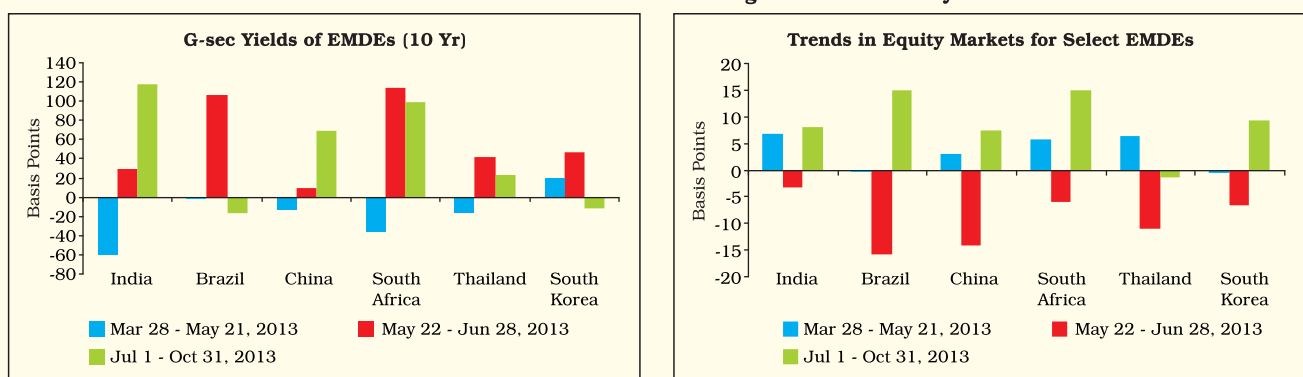 G-sec Yields of EMDEs (10 Yr)
Basis Points
140
120
100
80
60
40
20
0
-20
-40
-60
-80
India
Brazil
China
South
Africa
Thailand
South
Korea
Mar 28 - May 21, 2013
May 22 - Jun 28, 2013
Jul 1 - Oct 31, 2013
Trends in Equity Markets for Select EMDEs
Basis Points
20
15
10
5
0
-5
-10
-15
-20
India
Brazil
China
South
Africa
Thailand
South
Korea
Mar 28 - May 21, 2013
May 22 - Jun 28, 2013
Jul 1 - Oct 31, 2013